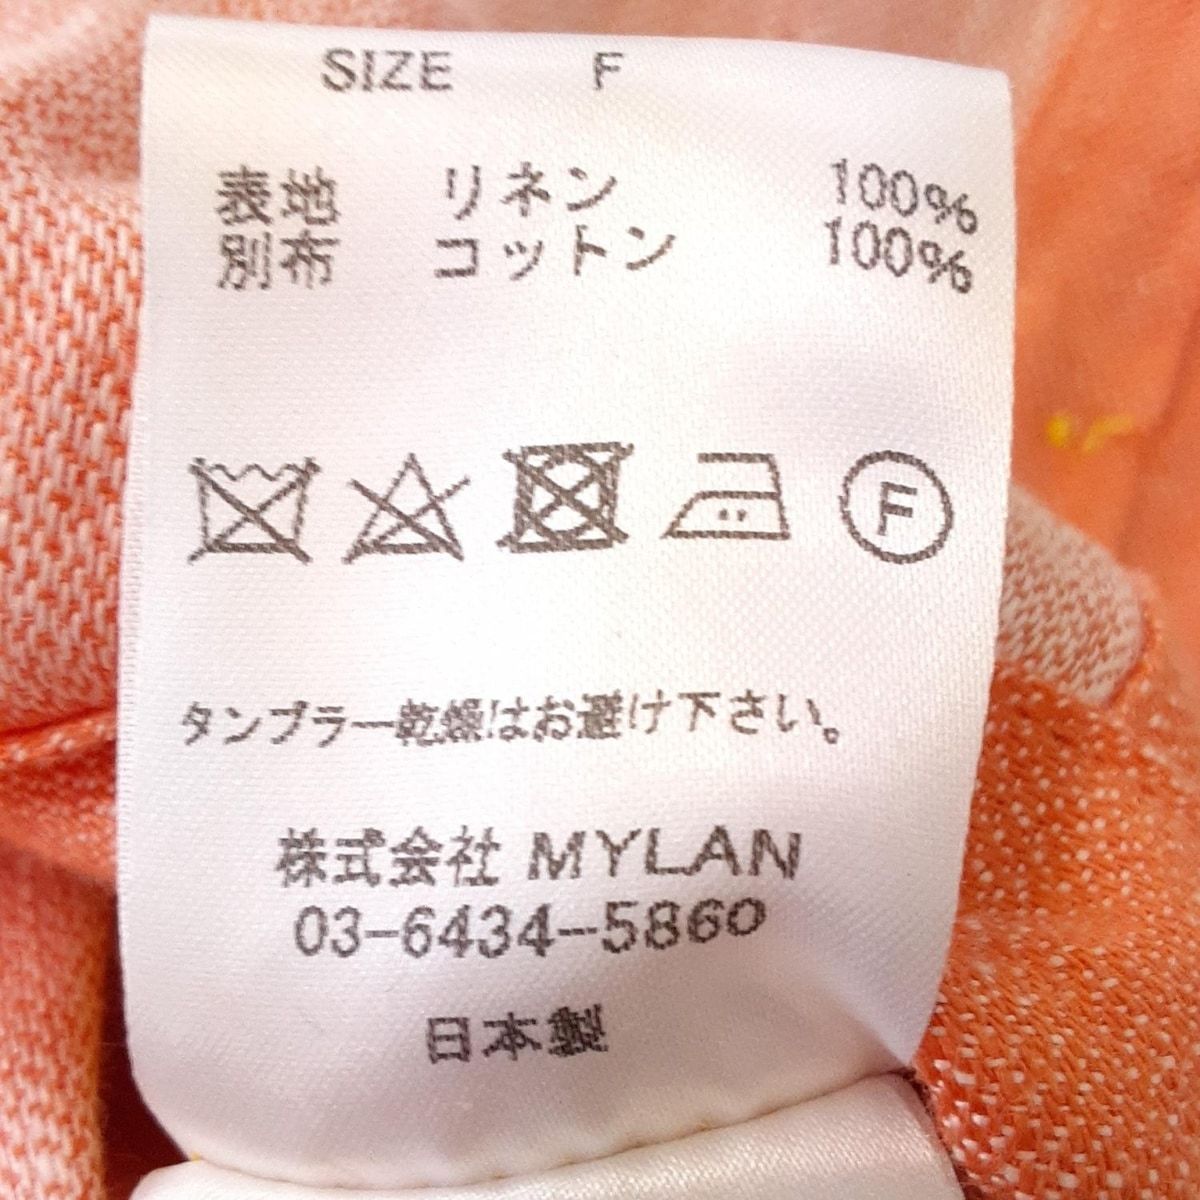 SIZE F
表地 リネン 100%
別布 コットン 100%
F
タンブラー乾燥はお避け下さい。
株式会社 MYLAN
03-6434-5860
日本製